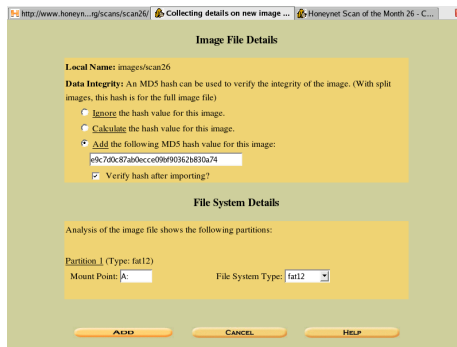 http://www.honeyn...rg/scans/scan26/ Collecting details on new image ... Honeynet Scan of the Month 26 - C...
Image File Details
Local Name: images/scan26
Data Integrity: An MD5 hash can be used to verify the integrity of the image. (With split
images, this hash is for the full image file)
Ignore the hash value for this image.
Calculate the hash value for this image.
Add the following MD5 hash value for this image:
e9c7d0c87ab0ecce09bf90362b830a74
Verify hash after importing?
File System Details
Analysis of the image file shows the following partitions:
Partition 1 (Type: fat12)
Mount Point: A: File System Type: fat12
ADD CANCEL HELP